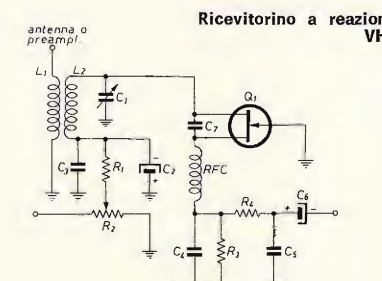 Ricevitorino a reazion
VH
antenna o
preampl.
L1 L2
C1
Q1
C7
C3 R1 C2
RFC
R2
R4 C6
C4 R3 C5